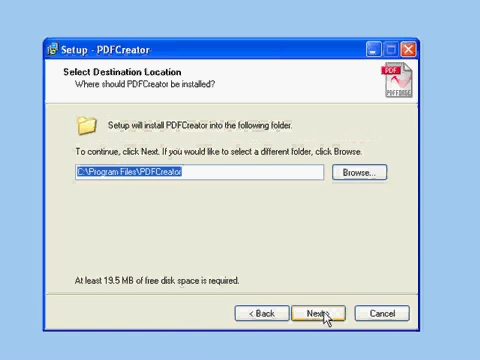 Setup - PDFCreator
Select Destination Location
Where should PDFCreator be installed?
PDF
PDFFORGE
Setup will install PDFCreator into the following folder.
To continue, click Next. If you would like to select a different folder, click Browse.
C:\Program Files\PDFCreator
Browse...
At least 19.5 MB of free disk space is required.
< Back
Next >
Cancel